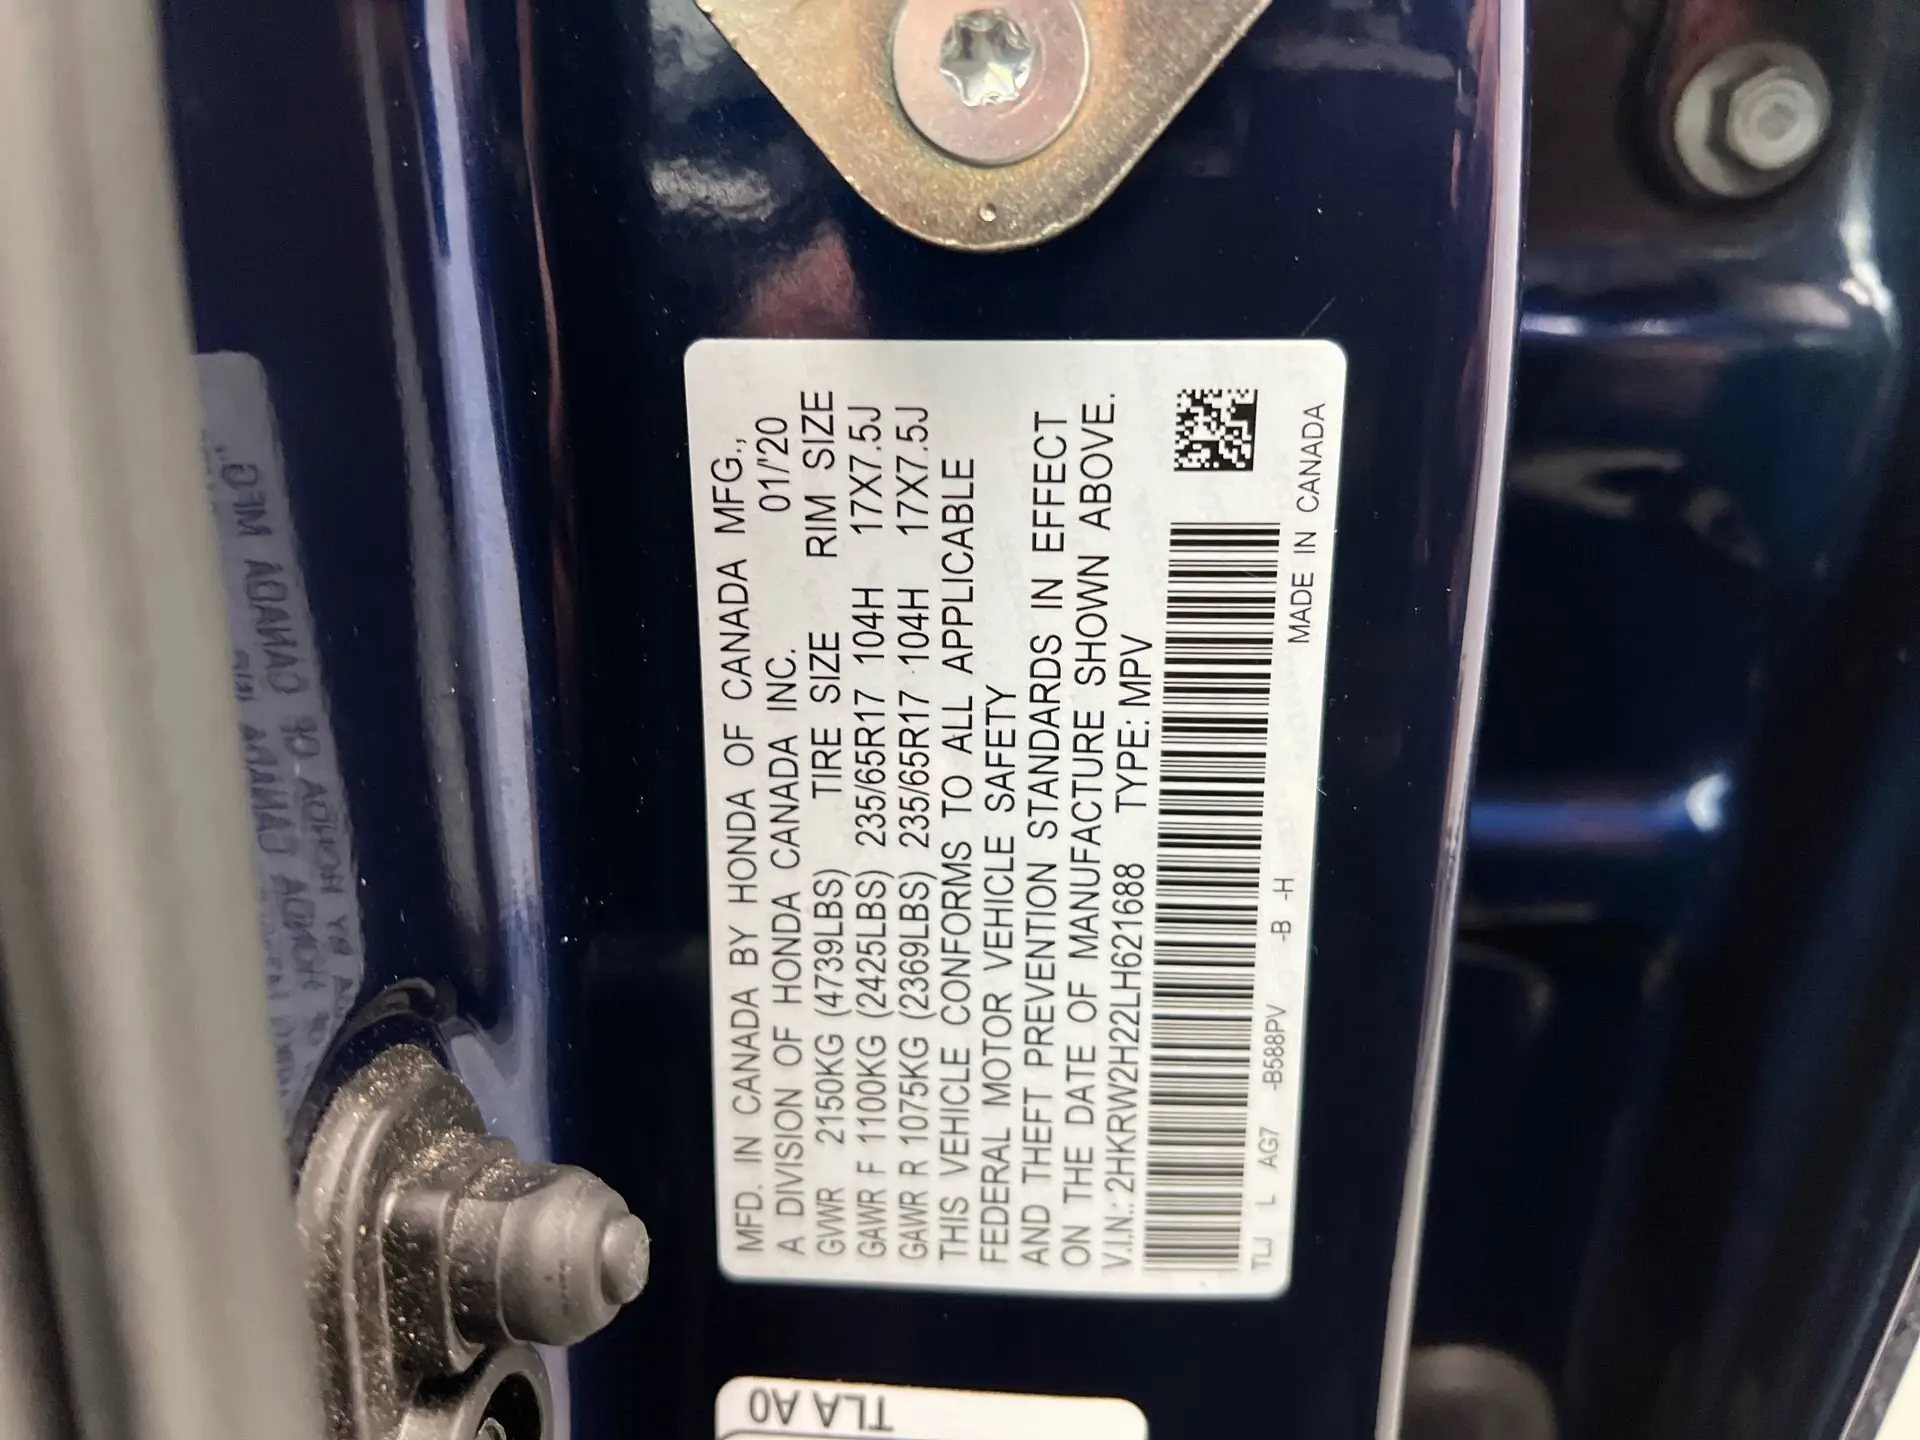 MFD. IN CANADA BY HONDA OF CANADA MFG.,
A DIVISION OF HONDA CANADA INC. 01/'20
GVWR 2150KG (4739LBS) TIRE SIZE RIM SIZE
GAWR F 1100KG (2425LBS) 235/65R17 104H 17X7.5J
GAWR R 1075KG (2369LBS) 235/65R17 104H 17X7.5J
THIS VEHICLE CONFORMS TO ALL APPLICABLE
FEDERAL MOTOR VEHICLE SAFETY
AND THEFT PREVENTION STANDARDS IN EFFECT
ON THE DATE OF MANUFACTURE SHOWN ABOVE.
V.I.N.: 2HKRW2H22LH621688 TYPE: MPV
TLJ L AG7 -B588PV -B -H
MADE IN CANADA
TLA A0